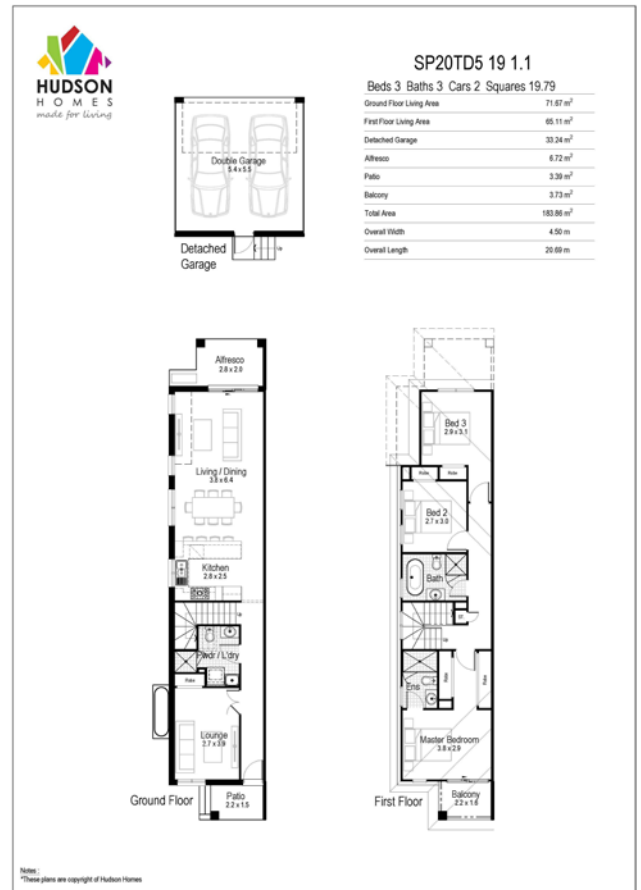 HUDSON
HOMES
made for living
SP20TD5 19 1.1
Beds 3 Baths 3 Cars 2 Squares 19.79
Ground Floor Living Area 71.67 m²
First Floor Living Area 65.11 m²
Detached Garage 33.24 m²
Alfresco 6.72 m²
Patio 3.39 m²
Balcony 3.73 m²
Total Area 183.86 m²
Overall Width 4.50 m
Overall Length 20.69 m
Double Garage
5.4 x 5.5
Detached
Garage
Alfresco
2.8 x 2.0
Living / Dining
3.8 x 6.4
Kitchen
2.8 x 2.5
Pwdr / L'dry
Robe
Lounge
2.7 x 3.9
Patio
2.2 x 1.5
Ground Floor
Bed 3
2.9 x 3.1
Robe
Robe
Bed 2
2.7 x 3.0
Bath
Ens
Robe
Robe
Master Bedroom
3.8 x 2.9
Balcony
2.2 x 1.6
First Floor
Notes :
*These plans are copyright of Hudson Homes